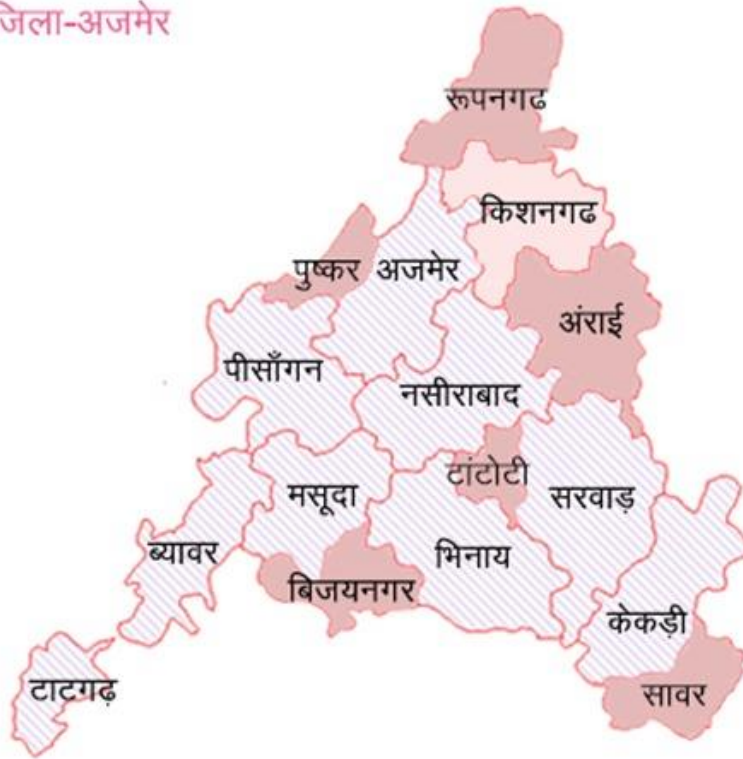 जिला-अजमेर
रूपनगढ
किशनगढ
पुष्कर
अजमेर
अंराई
पीसाँगन
नसीराबाद
टांटोटी
मसूदा
सरवाड़
ब्यावर
भिनाय
बिजयनगर
केकड़ी
टाटगढ़
सावर